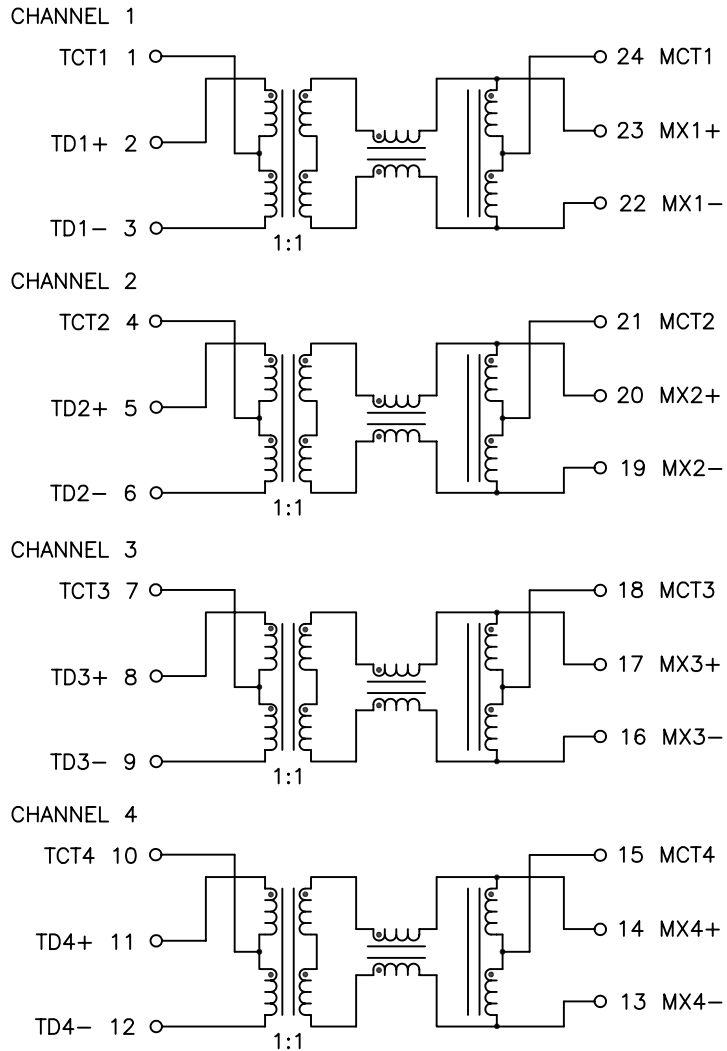 CHANNEL 1
TCT1 1
24 MCT1
TD1+ 2
23 MX1+
TD1− 3
22 MX1−
1:1
CHANNEL 2
TCT2 4
21 MCT2
TD2+ 5
20 MX2+
TD2− 6
19 MX2−
1:1
CHANNEL 3
TCT3 7
18 MCT3
TD3+ 8
17 MX3+
TD3− 9
16 MX3−
1:1
CHANNEL 4
TCT4 10
15 MCT4
TD4+ 11
14 MX4+
TD4− 12
13 MX4−
1:1